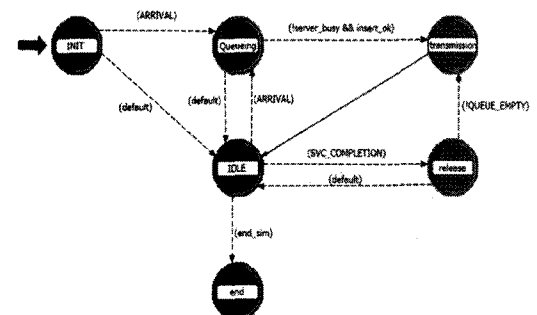 (ARRIVAL)
(!server_busy && insert_ok)
INIT
Queueing
transmission
(default)
(default)
(ARRIVAL)
(!QUEUE_EMPTY)
(SVC_COMPLETION)
IDLE
release
(default)
(end_sim)
end